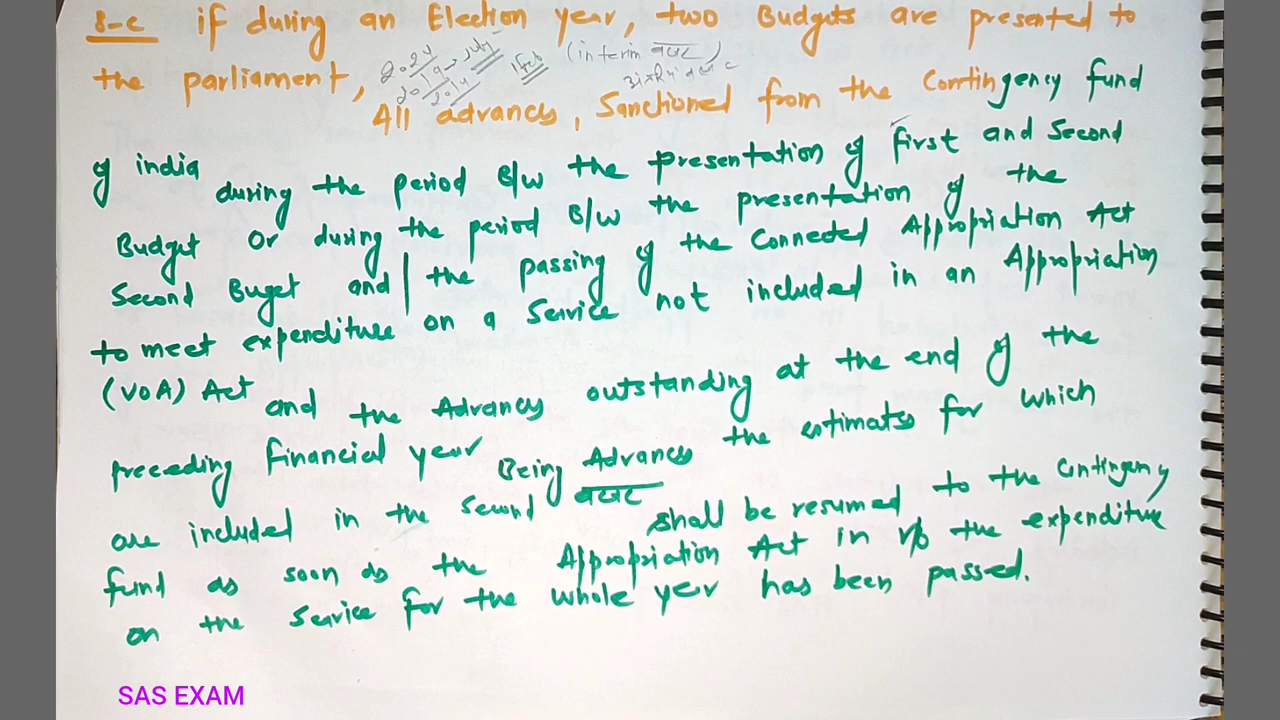 8-c if during an Election year, two Budgets are presented to
the parliament, 2024 2019 → July 2014 1 Feb (interim बजट)
All advances, Sanctioned from the Contingency fund
of india during the period B/w the presentation of first and Second
Budget Or during the period B/w the presentation of the
Second Buget and the passing of the Connected Appropriation Act
to meet expenditure on a Service not included in an Appropriation
(VOA) Act and the Advances outstanding at the end of the
preceding financial year Being Advances the estimates for which
are included in the second बजट shall be resumed to the Contingency
fund as soon as the Appropriation Act in r/o the expenditure
on the Service for the whole year has been passed.
SAS EXAM